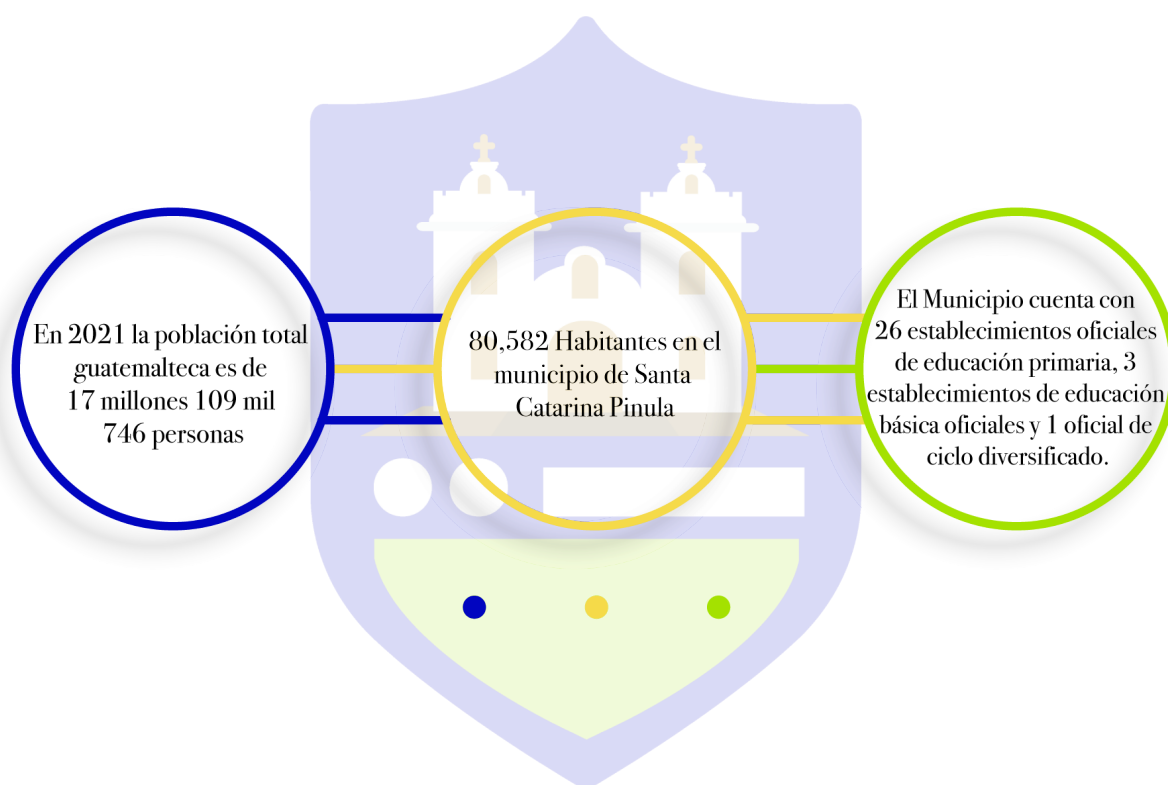 En 2021 la población total
guatemalteca es de
17 millones 109 mil
746 personas
80,582 Habitantes en el
municipio de Santa
Catarina Pinula
El Municipio cuenta con
26 establecimientos oficiales
de educación primaria, 3
establecimientos de educación
básica oficiales y 1 oficial de
ciclo diversificado.